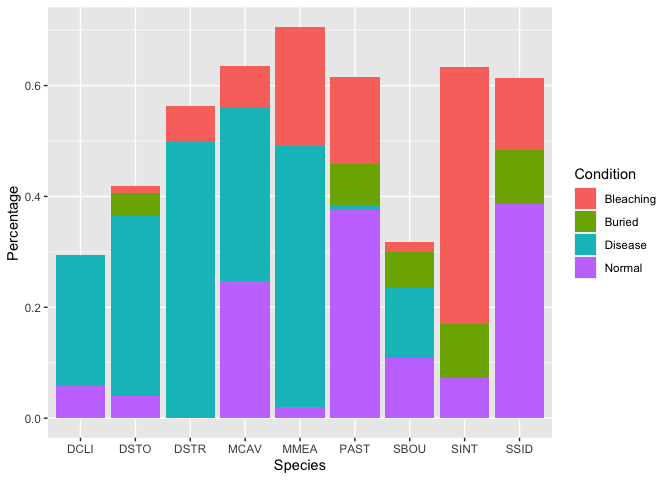 Percentage
0.6
0.4
0.2
0.0
DCLI DSTO DSTR MCAV MMEA PAST SBOU SINT SSID
Species
Condition
Bleaching
Buried
Disease
Normal